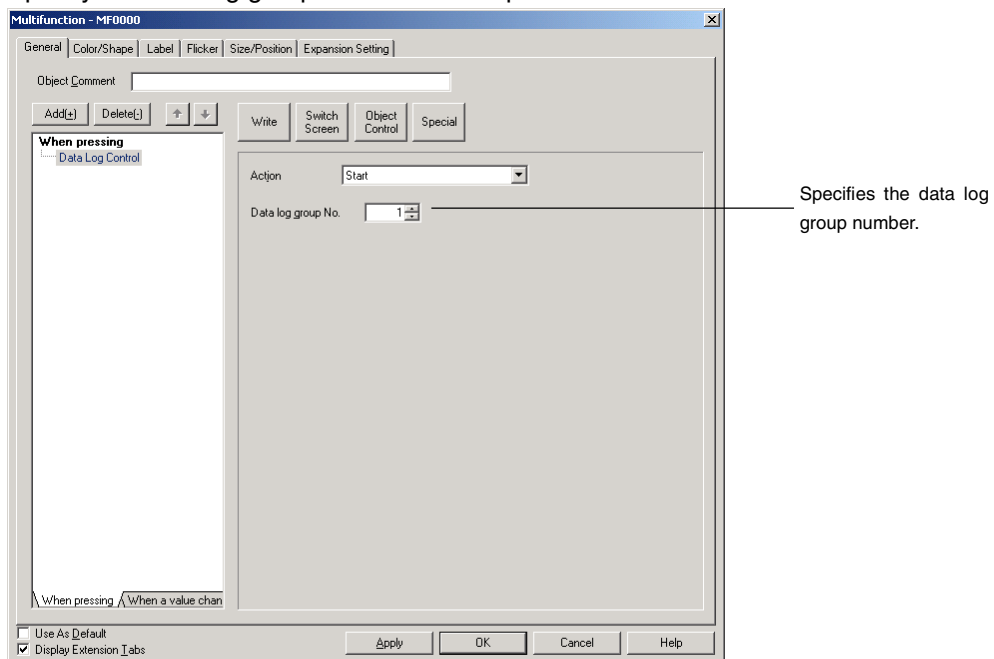 Multifunction - MF0000
General Color/Shape Label Flicker Size/Position Expansion Setting
Object Comment
Add(+) Delete(-)
Write Switch Screen Object Control Special
When pressing
Data Log Control
Action Start
Data log group No. 1
Specifies the data log
group number.
When pressing When a value chan
Use As Default
Display Extension Tabs
Apply OK Cancel Help